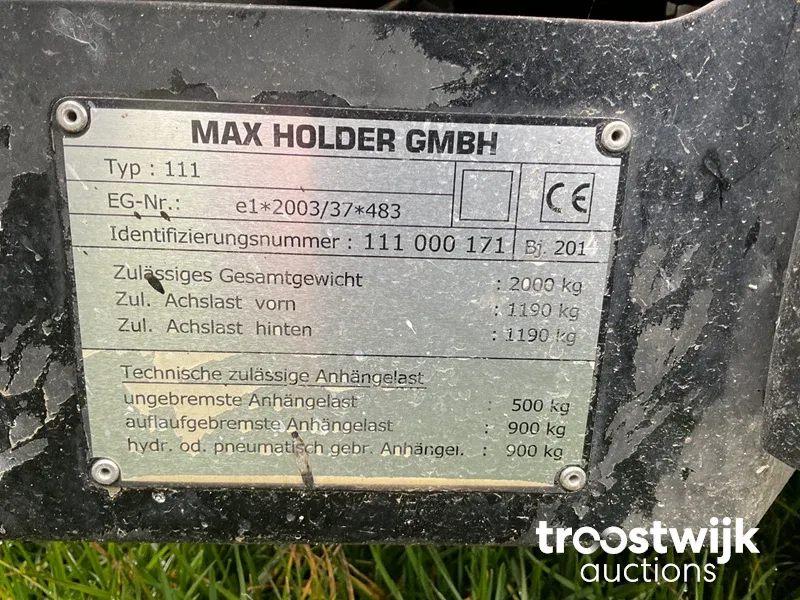 MAX HOLDER GMBH
Typ : 111
EG-Nr.: e1*2003/37*483
CE
Identifizierungsnummer : 111 000 171 Bj. 2014
Zulässiges Gesamtgewicht : 2000 kg
Zul. Achslast vorn : 1190 kg
Zul. Achslast hinten : 1190 kg
Technische zulässige Anhängelast
ungebremste Anhängelast : 500 kg
auflaufgebremste Anhängelast : 900 kg
hydr. od. pneumatisch gebr. Anhängel. : 900 kg
troostwijk
auctions